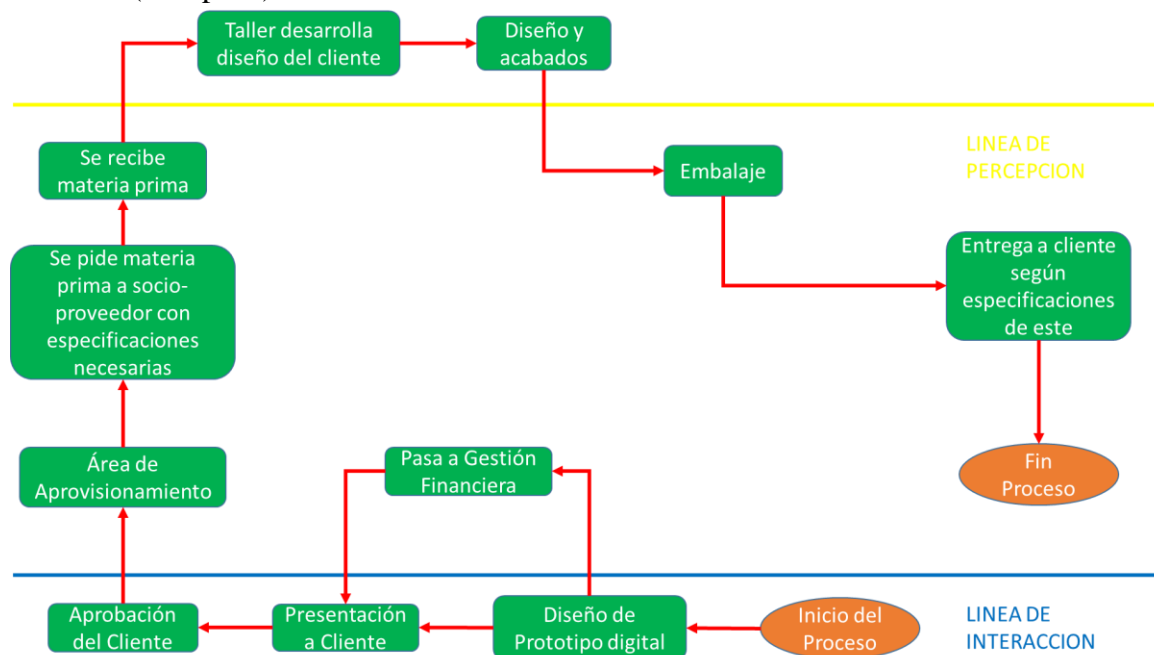 Taller desarrolla
diseño del cliente
Diseño y
acabados
LINEA DE
PERCEPCION
Se recibe
materia prima
Embalaje
Se pide materia
prima a socio-
proveedor con
especificaciones
necesarias
Entrega a cliente
según
especificaciones
de este
Área de
Aprovisionamiento
Pasa a Gestión
Financiera
Fin
Proceso
Aprobación
del Cliente
Presentación
a Cliente
Diseño de
Prototipo digital
Inicio del
Proceso
LINEA DE
INTERACCION